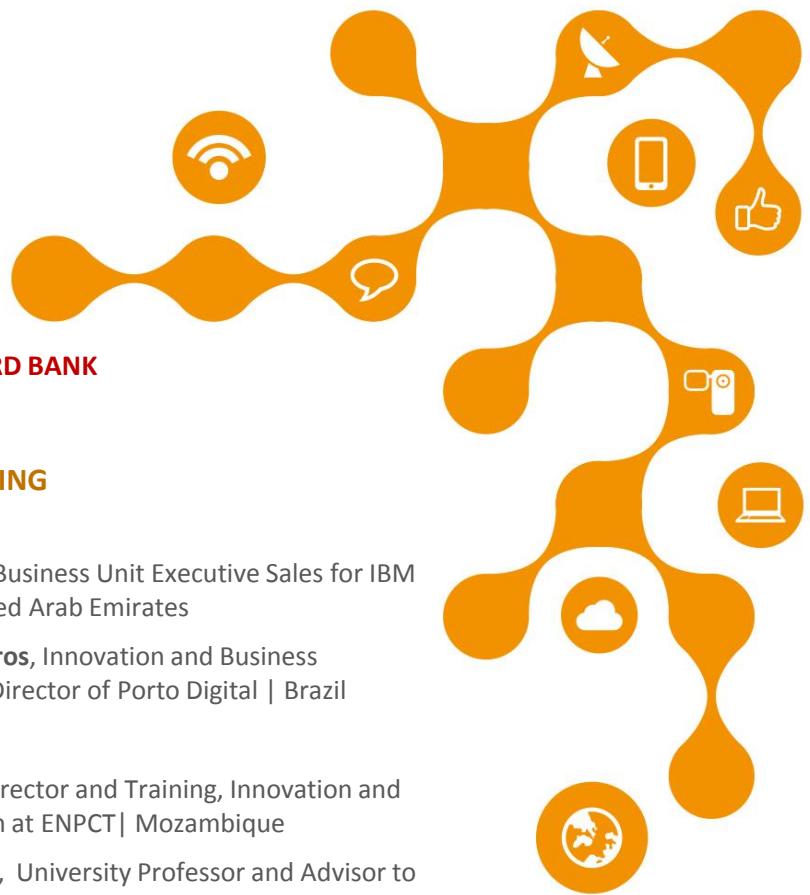 RD BANK
ING
Business Unit Executive Sales for IBM
ed Arab Emirates
ros, Innovation and Business
Director of Porto Digital | Brazil
rector and Training, Innovation and
n at ENPCT| Mozambique
, University Professor and Advisor to